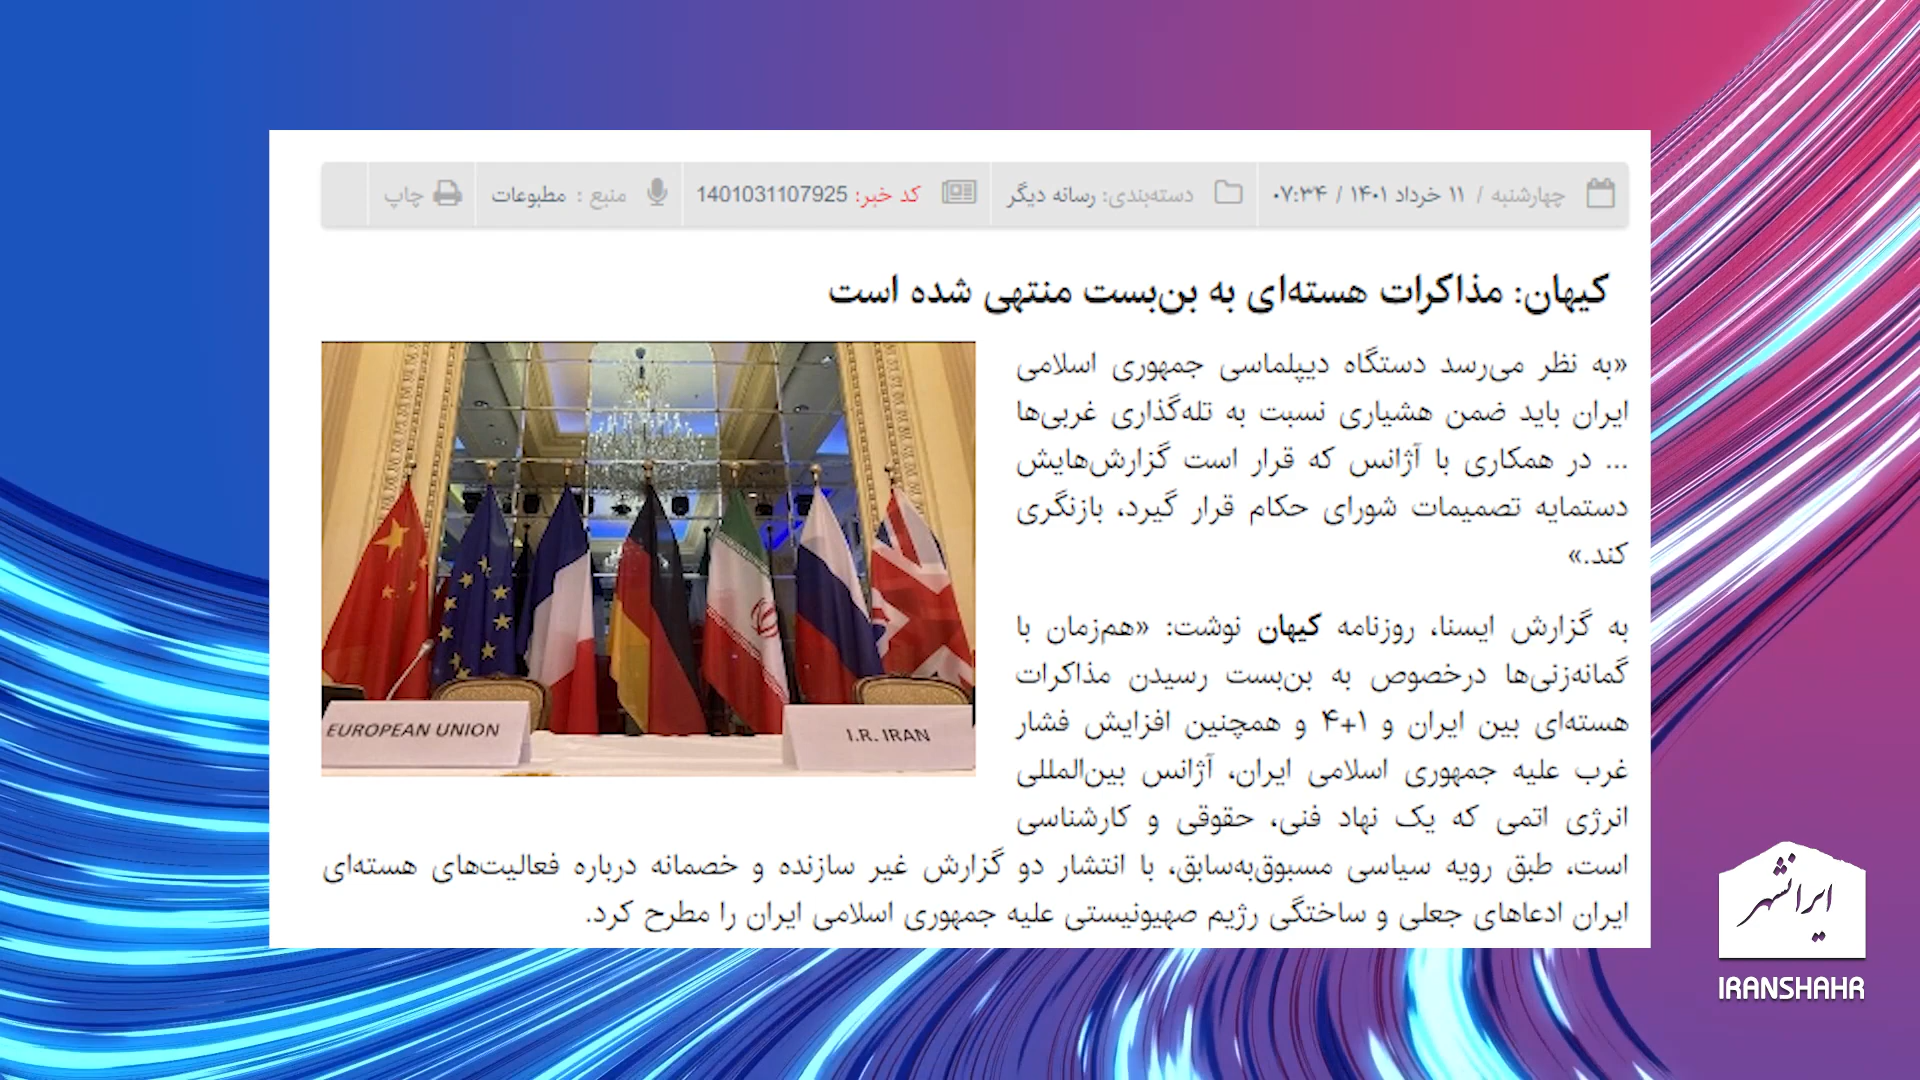 چهارشنبه / ۱۱ خرداد ۱۴۰۱ / ۰۷:۳۴
دسته‌بندی: رسانه دیگر
کد خبر: 1401031107925
منبع : مطبوعات
چاپ
کیهان: مذاکرات هسته‌ای به بن‌بست منتهی شده است
«به نظر می‌رسد دستگاه دیپلماسی جمهوری اسلامی
ایران باید ضمن هشیاری نسبت به تله‌گذاری غربی‌ها
... در همکاری با آژانس که قرار است گزارش‌هایش
دستمایه تصمیمات شورای حکام قرار گیرد، بازنگری
کند.»
به گزارش ایسنا، روزنامه کیهان نوشت: «هم‌زمان با
گمانه‌زنی‌ها درخصوص به بن‌بست رسیدن مذاکرات
هسته‌ای بین ایران و ۱+۴ و همچنین افزایش فشار
غرب علیه جمهوری اسلامی ایران، آژانس بین‌المللی
انرژی اتمی که یک نهاد فنی، حقوقی و کارشناسی
است، طبق رویه سیاسی مسبوق‌به‌سابق، با انتشار دو گزارش غیر سازنده و خصمانه درباره فعالیت‌های هسته‌ای
ایران ادعاهای جعلی و ساختگی رژیم صهیونیستی علیه جمهوری اسلامی ایران را مطرح کرد.
EUROPEAN UNION
I.R. IRAN
ایرانشهر
IRANSHAHR